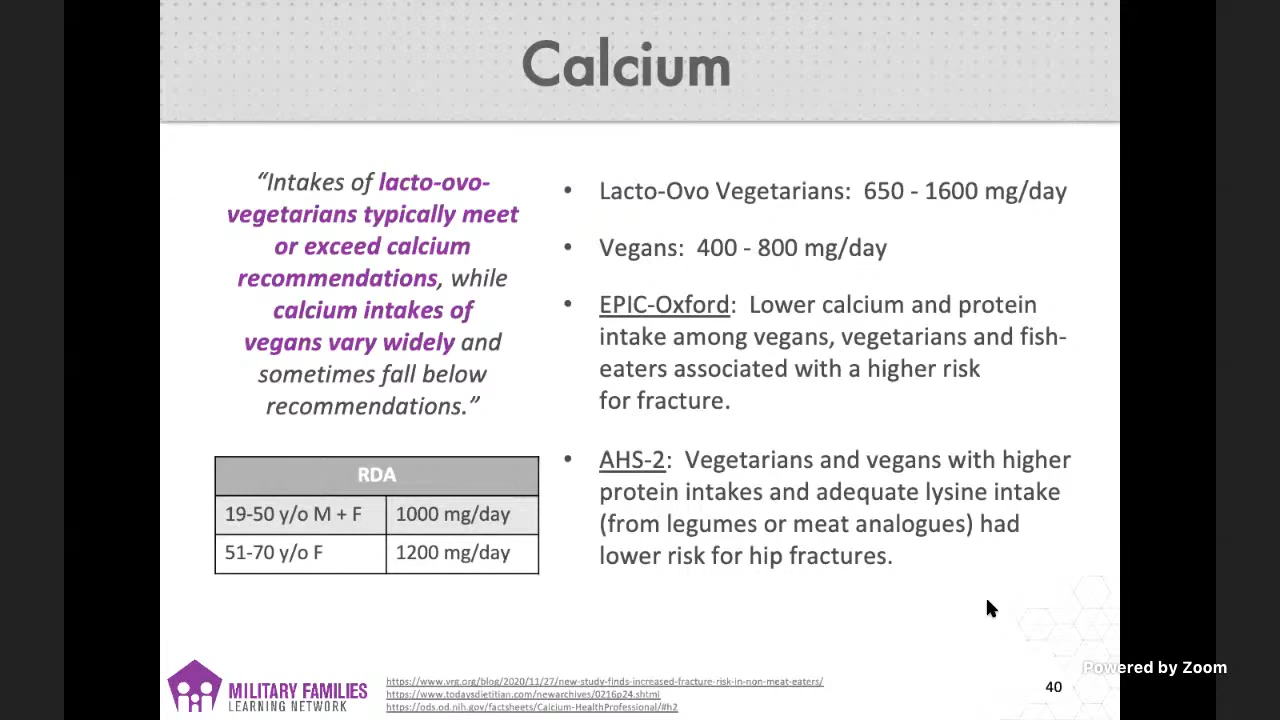 Calcium
“Intakes of lacto-ovo-
vegetarians typically meet
or exceed calcium
recommendations, while
calcium intakes of
vegans vary widely and
sometimes fall below
recommendations.”
RDA
19-50 y/o M + F 1000 mg/day
51-70 y/o F 1200 mg/day
• Lacto-Ovo Vegetarians: 650 - 1600 mg/day
• Vegans: 400 - 800 mg/day
• EPIC-Oxford: Lower calcium and protein
intake among vegans, vegetarians and fish-
eaters associated with a higher risk
for fracture.
• AHS-2: Vegetarians and vegans with higher
protein intakes and adequate lysine intake
(from legumes or meat analogues) had
lower risk for hip fractures.
MILITARY FAMILIES
LEARNING NETWORK
https://www.vrg.org/blog/2020/11/27/new-study-finds-increased-fracture-risk-in-non-meat-eaters/
https://www.todaysdietitian.com/newarchives/0216p24.shtml
https://ods.od.nih.gov/factsheets/Calcium-HealthProfessional/#h2
Powered by Zoom
40